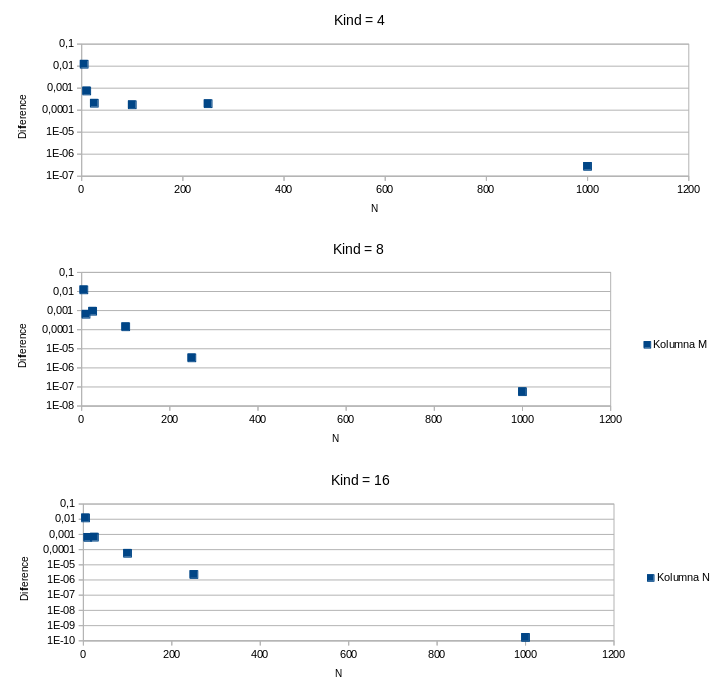 Kind = 4
0,1
0,01
0,001
0,0001
1E-05
1E-06
1E-07
Difference
0 200 400 600 800 1000 1200
N
Kind = 8
0,1
0,01
0,001
0,0001
1E-05
1E-06
1E-07
1E-08
Difference
0 200 400 600 800 1000 1200
N
Kolumna M
Kind = 16
0,1
0,01
0,001
0,0001
1E-05
1E-06
1E-07
1E-08
1E-09
1E-10
Difference
0 200 400 600 800 1000 1200
N
Kolumna N